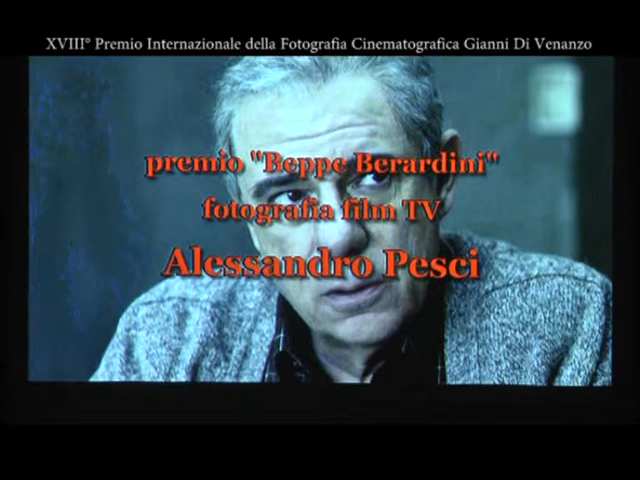 XVIII° Premio Internazionale della Fotografia Cinematografica Gianni Di Venanzo
premio "Beppe Berardini"
fotografia film TV
Alessandro Pesci